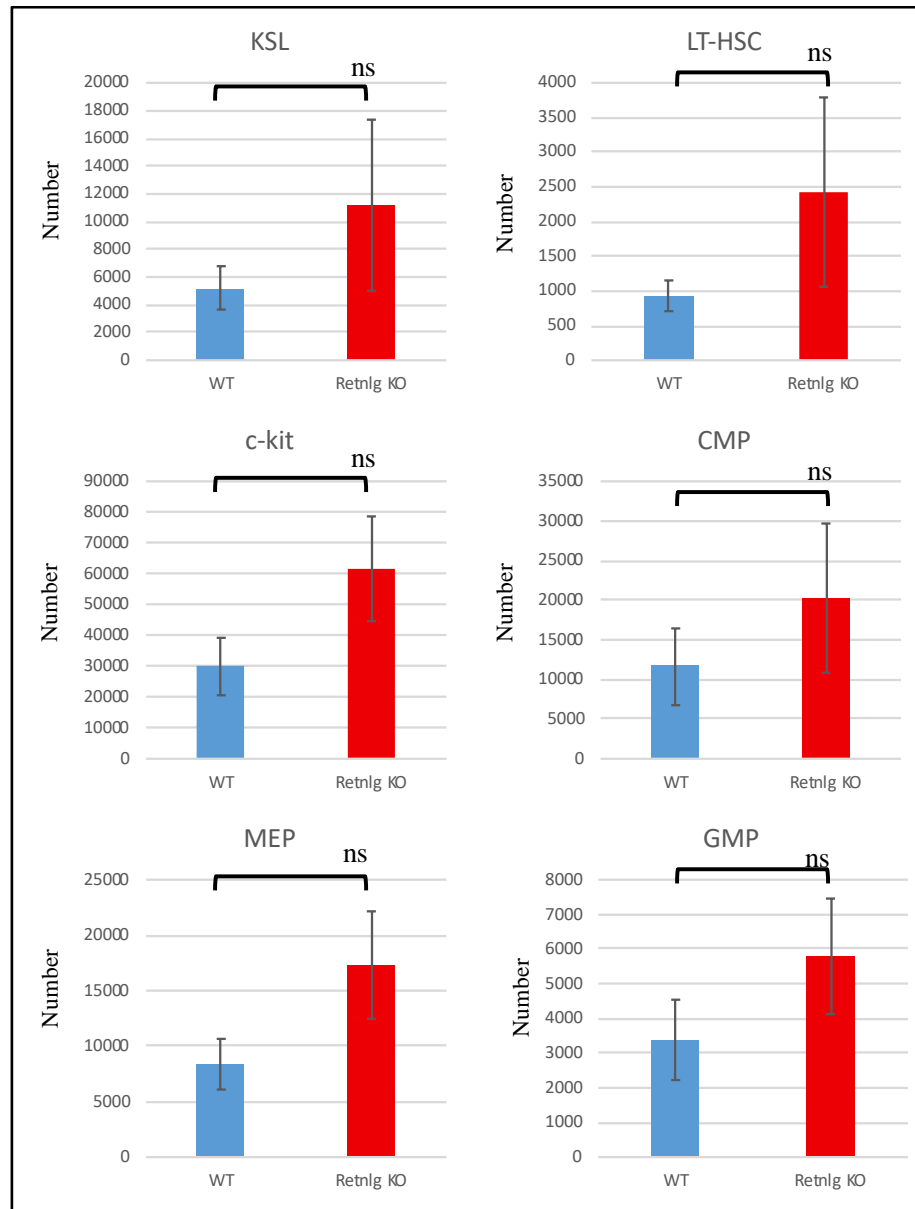 KSL
ns
20000
18000
16000
14000
12000
10000
8000
6000
4000
2000
0
Number
WT
Retnlg KO
LT-HSC
ns
4000
3500
3000
2500
2000
1500
1000
500
0
Number
WT
Retnlg KO
c-kit
ns
90000
80000
70000
60000
50000
40000
30000
20000
10000
0
Number
WT
Retnlg KO
CMP
ns
35000
30000
25000
20000
15000
10000
5000
0
Number
WT
Retnlg KO
MEP
ns
25000
20000
15000
10000
5000
0
Number
WT
Retnlg KO
GMP
ns
8000
7000
6000
5000
4000
3000
2000
1000
0
Number
WT
Retnlg KO